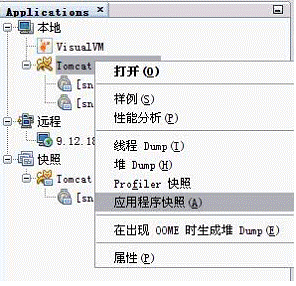 Applications
本地
VisualVM
Tomcat
[sn
[sn
远程
9.12.18
快照
Tomcat
[sn
打开(O)
样例(S)
性能分析(P)
线程 Dump(T)
堆 Dump(H)
Profiler 快照
应用程序快照(A)
在出现 OOME 时生成堆 Dump(E)
属性(P)